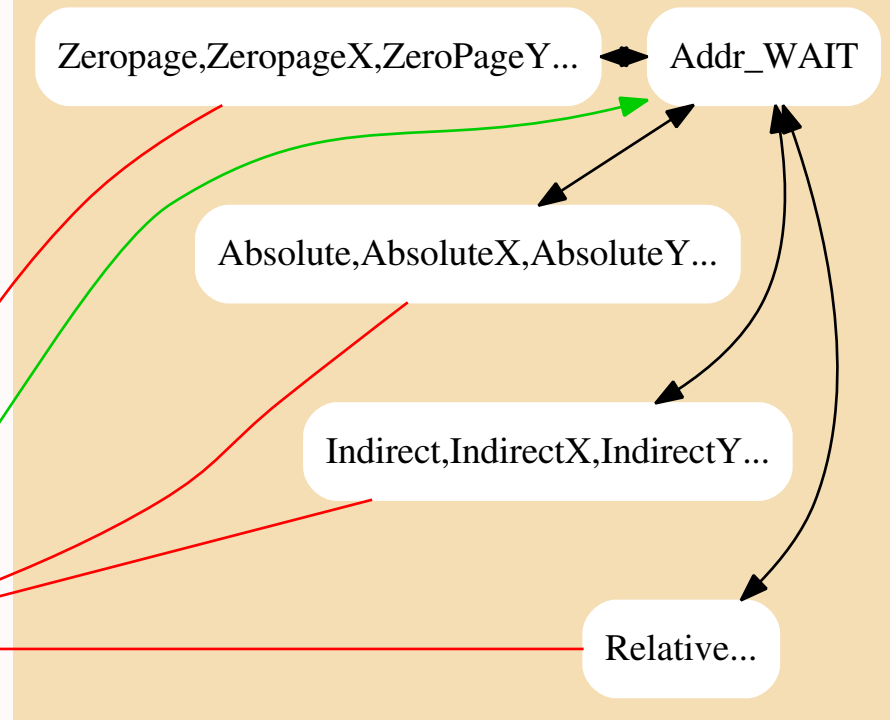 Zeropage,ZeropageX,ZeroPageY...
Addr_WAIT
Absolute,AbsoluteX,AbsoluteY...
Indirect,IndirectX,IndirectY...
Relative...